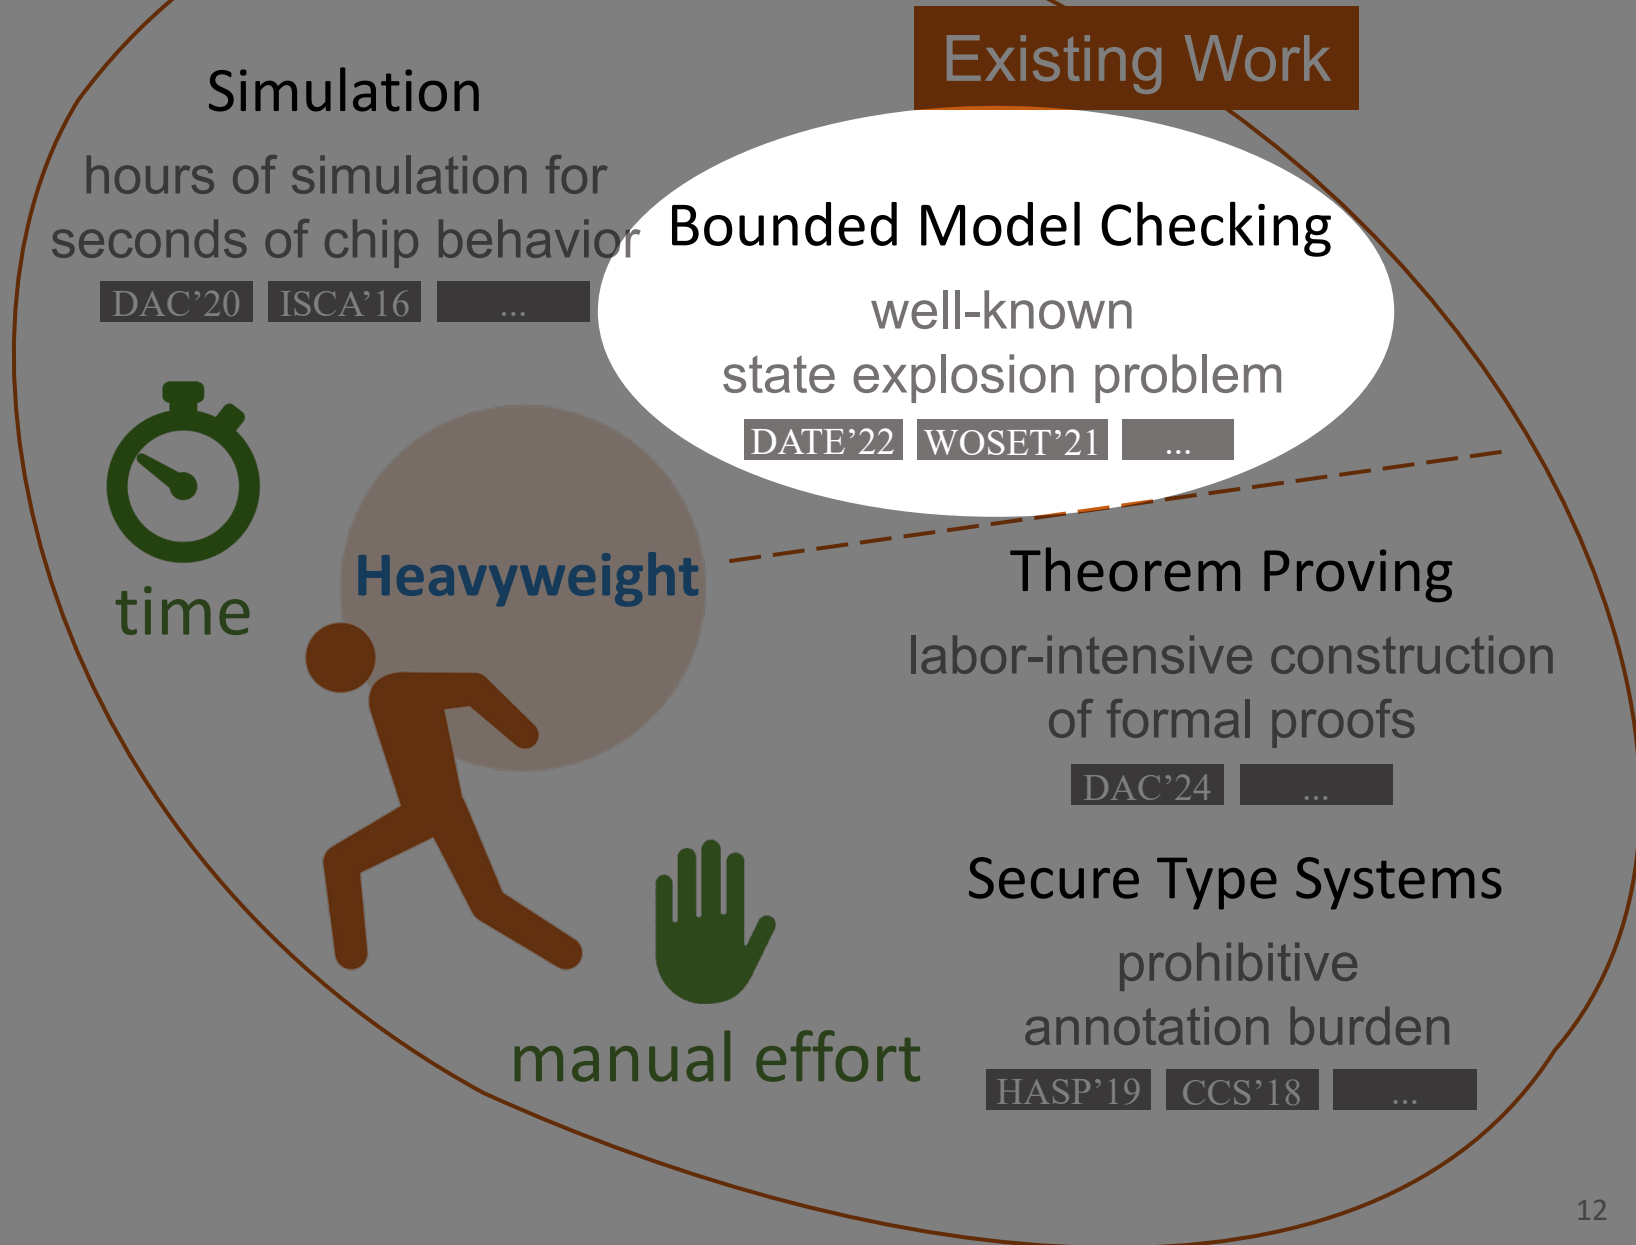 Existing Work
Simulation
hours of simulation for
seconds of chip behavior
DAC’20 ISCA’16 ...
Bounded Model Checking
well-known
state explosion problem
DATE’22 WOSET’21 ...
time
Heavyweight
Theorem Proving
labor-intensive construction
of formal proofs
DAC’24 ...
manual effort
Secure Type Systems
prohibitive
annotation burden
HASP’19 CCS’18 ...
12